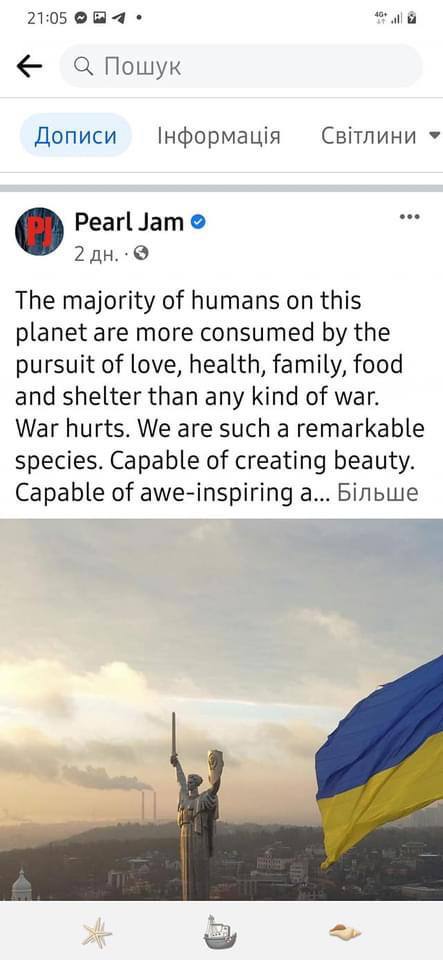 21:05
4G+
Пошук
Дописи Інформація Світлини
PJ
Pearl Jam
2 дн.
The majority of humans on this
planet are more consumed by the
pursuit of love, health, family, food
and shelter than any kind of war.
War hurts. We are such a remarkable
species. Capable of creating beauty.
Capable of awe-inspiring a... Більше